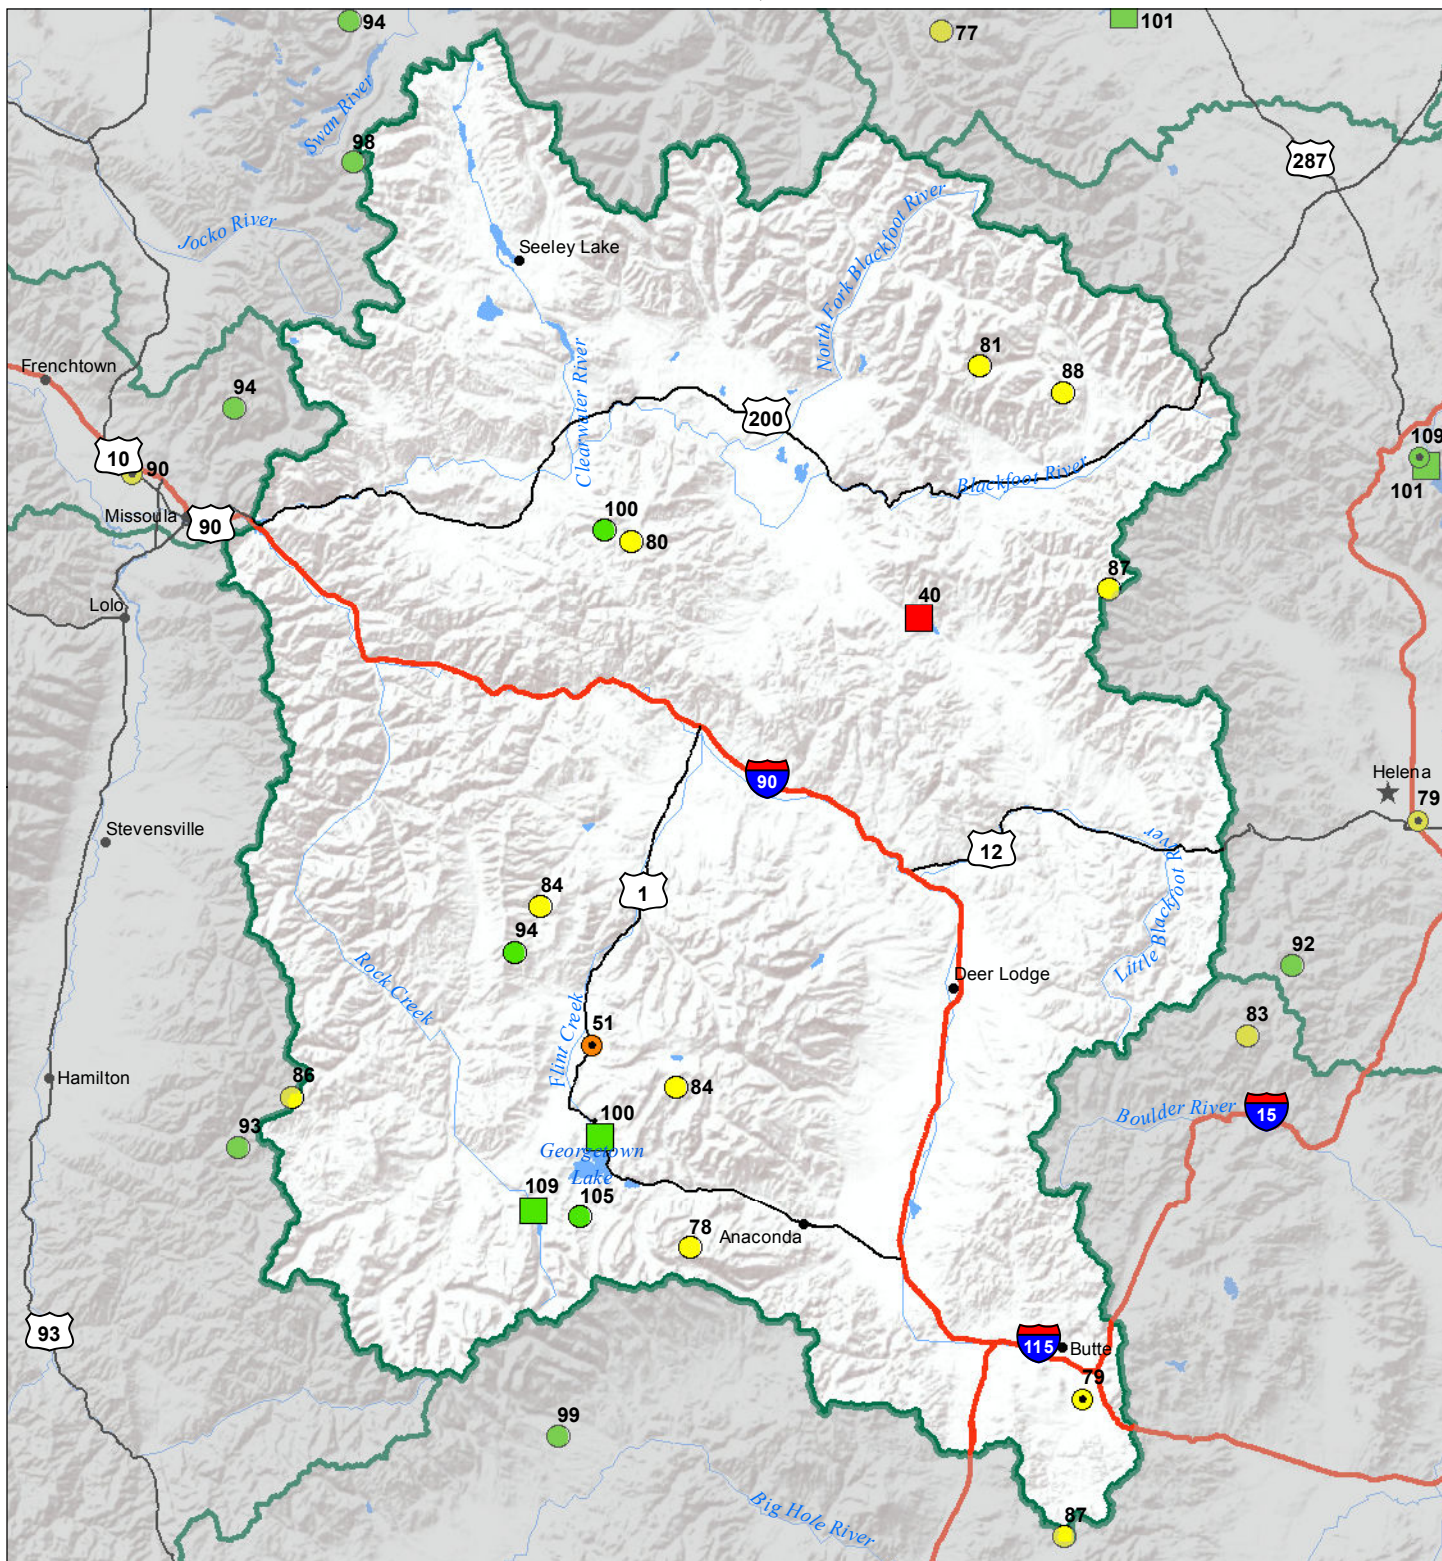 94
77
101
Swan River
98
287
Jocko River
North Fork Blackfoot River
Seeley Lake
Frenchtown
Clearwater River
81
88
94
200
10
90
109
101
Blackfoot River
Missoula
90
100
80
87
40
Lolo
90
Helena
79
Stevensville
12
Little Blackfoot River
1
84
94
Rock Creek
92
Deer Lodge
83
51
Flint Creek
Hamilton
86
84
Boulder River
15
93
100
Georgetown
Lake
109
105
78
Anaconda
93
115
Butte
79
99
Big Hole River
87